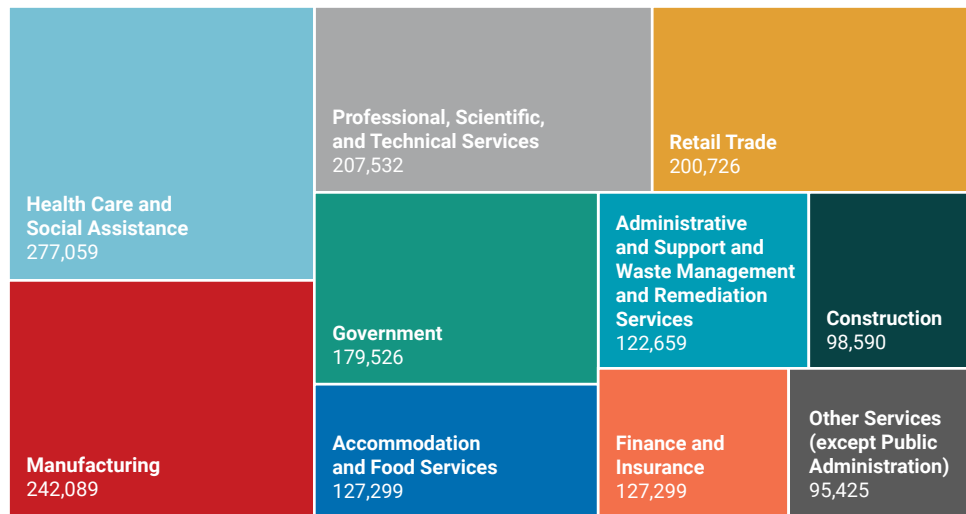 Health Care and
Social Assistance
277,059
Manufacturing
242,089
Professional, Scientific,
and Technical Services
207,532
Retail Trade
200,726
Government
179,526
Accommodation
and Food Services
127,299
Administrative
and Support and
Waste Management
and Remediation
Services
122,659
Construction
98,590
Finance and
Insurance
127,299
Other Services
(except Public
Administration)
95,425